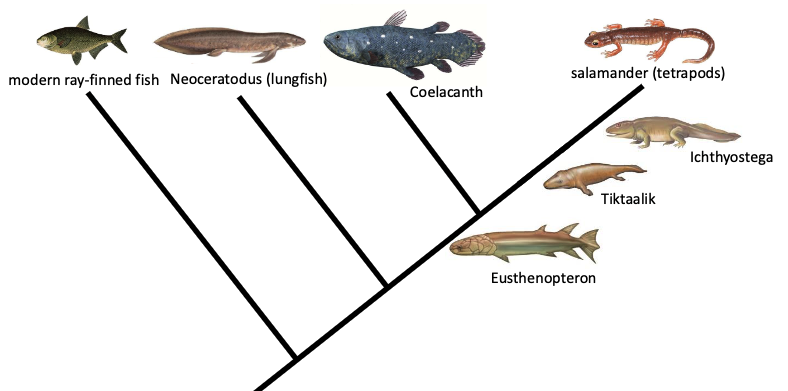 modern ray-finned fish
Neoceratodus (lungfish)
Coelacanth
salamander (tetrapods)
Ichthyostega
Tiktaalik
Eusthenopteron